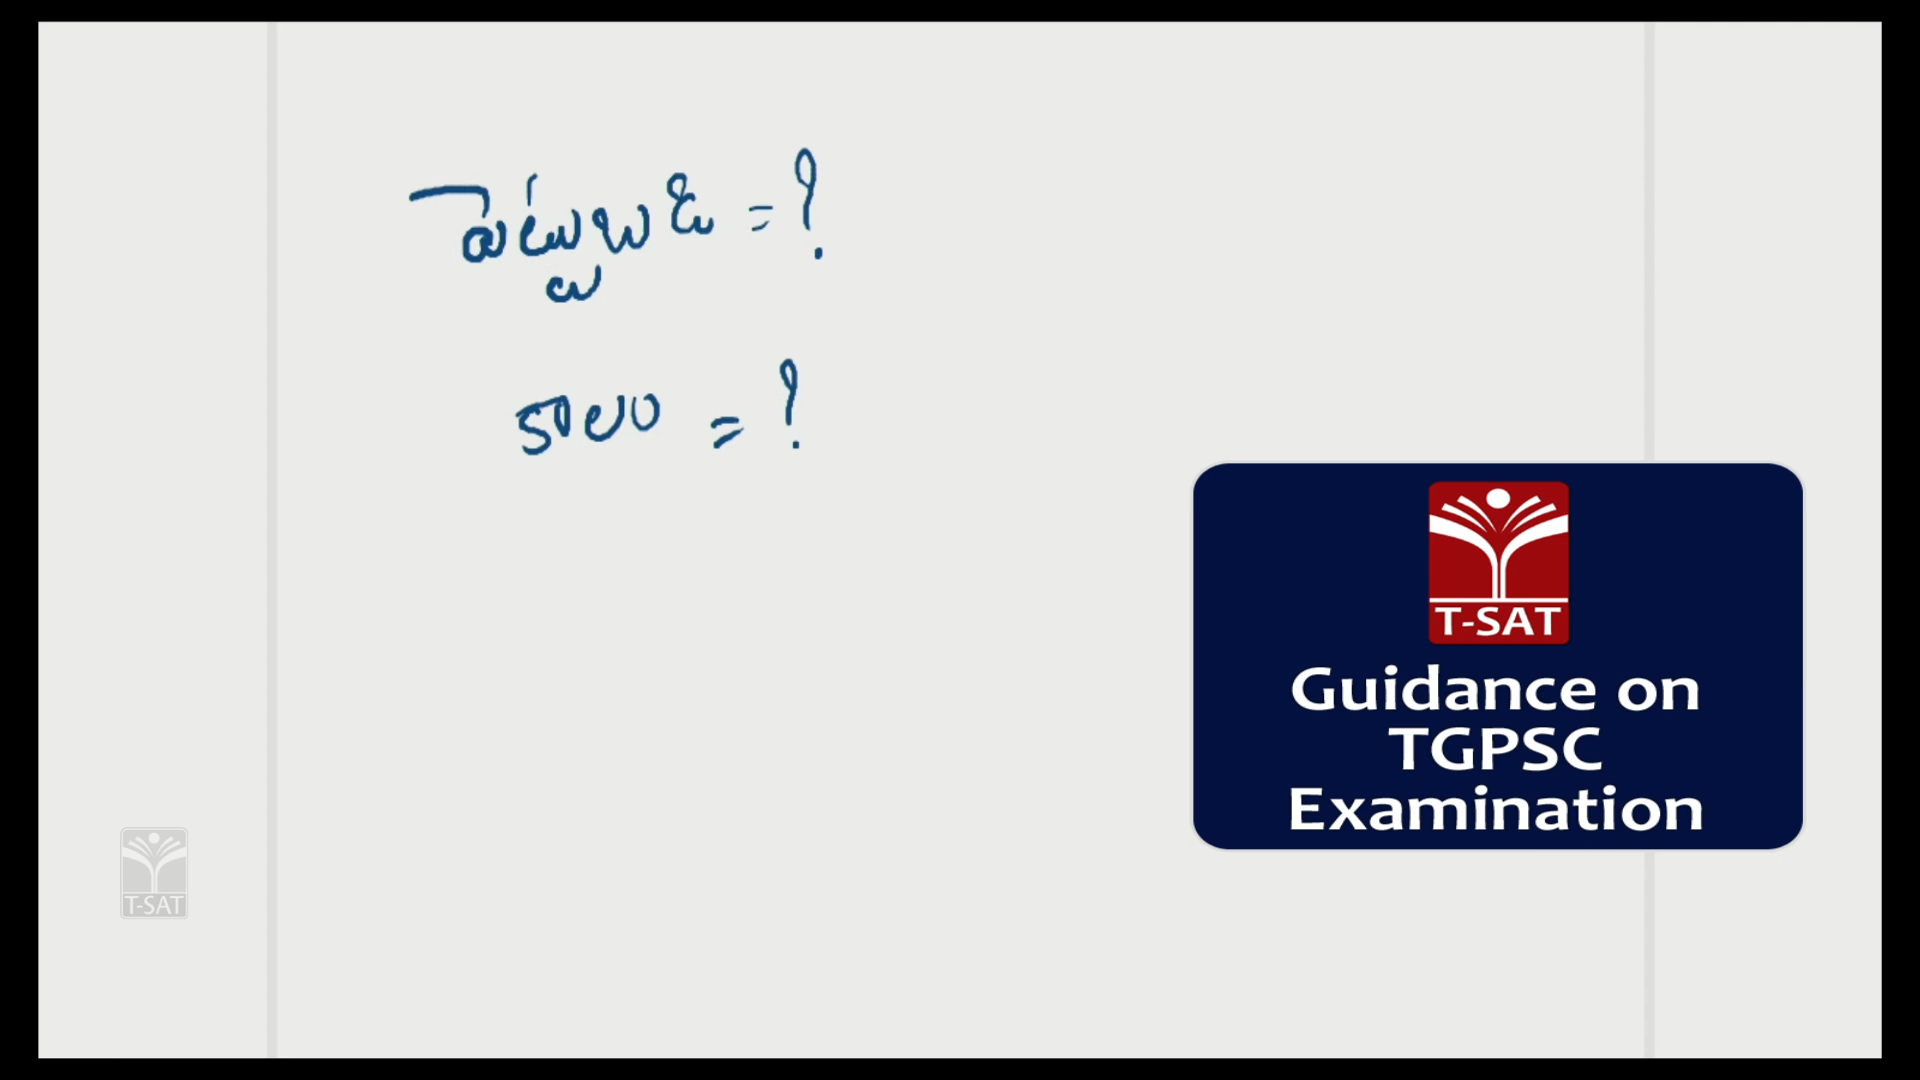 = ?
కాలం = ?
T-SAT
Guidance on
TGPSC
Examination
T-SAT